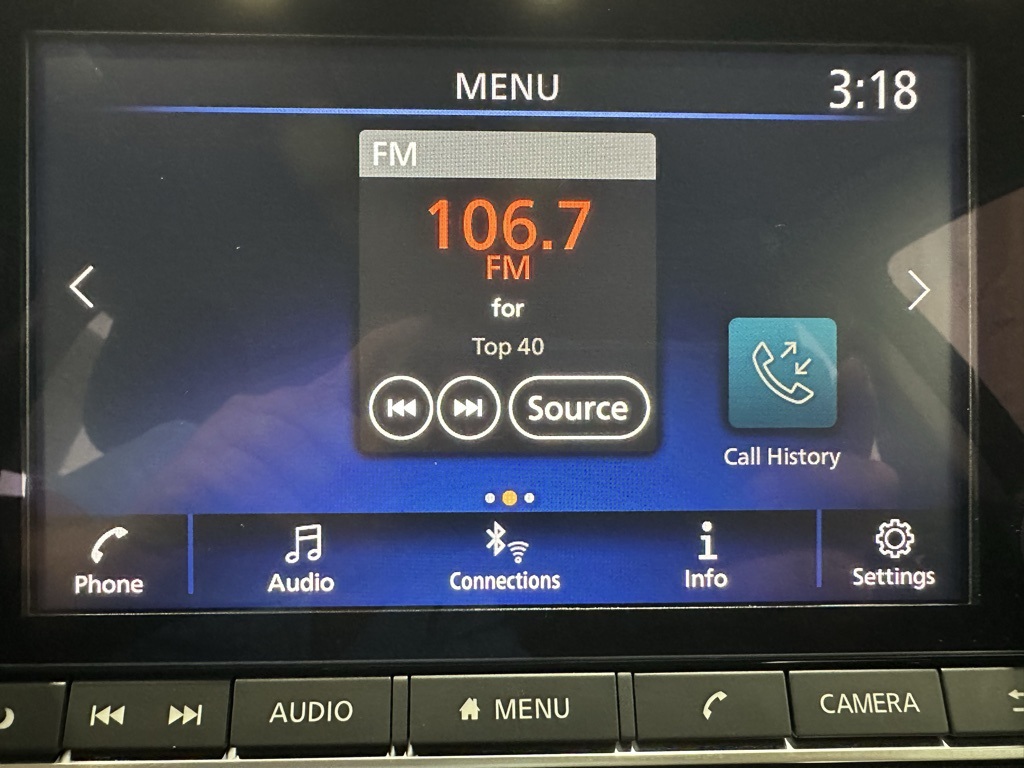 MENU
3:18
FM
106.7
FM
for
Top 40
Source
Call History
Phone
Audio
Connections
Info
Settings
AUDIO
MENU
CAMERA